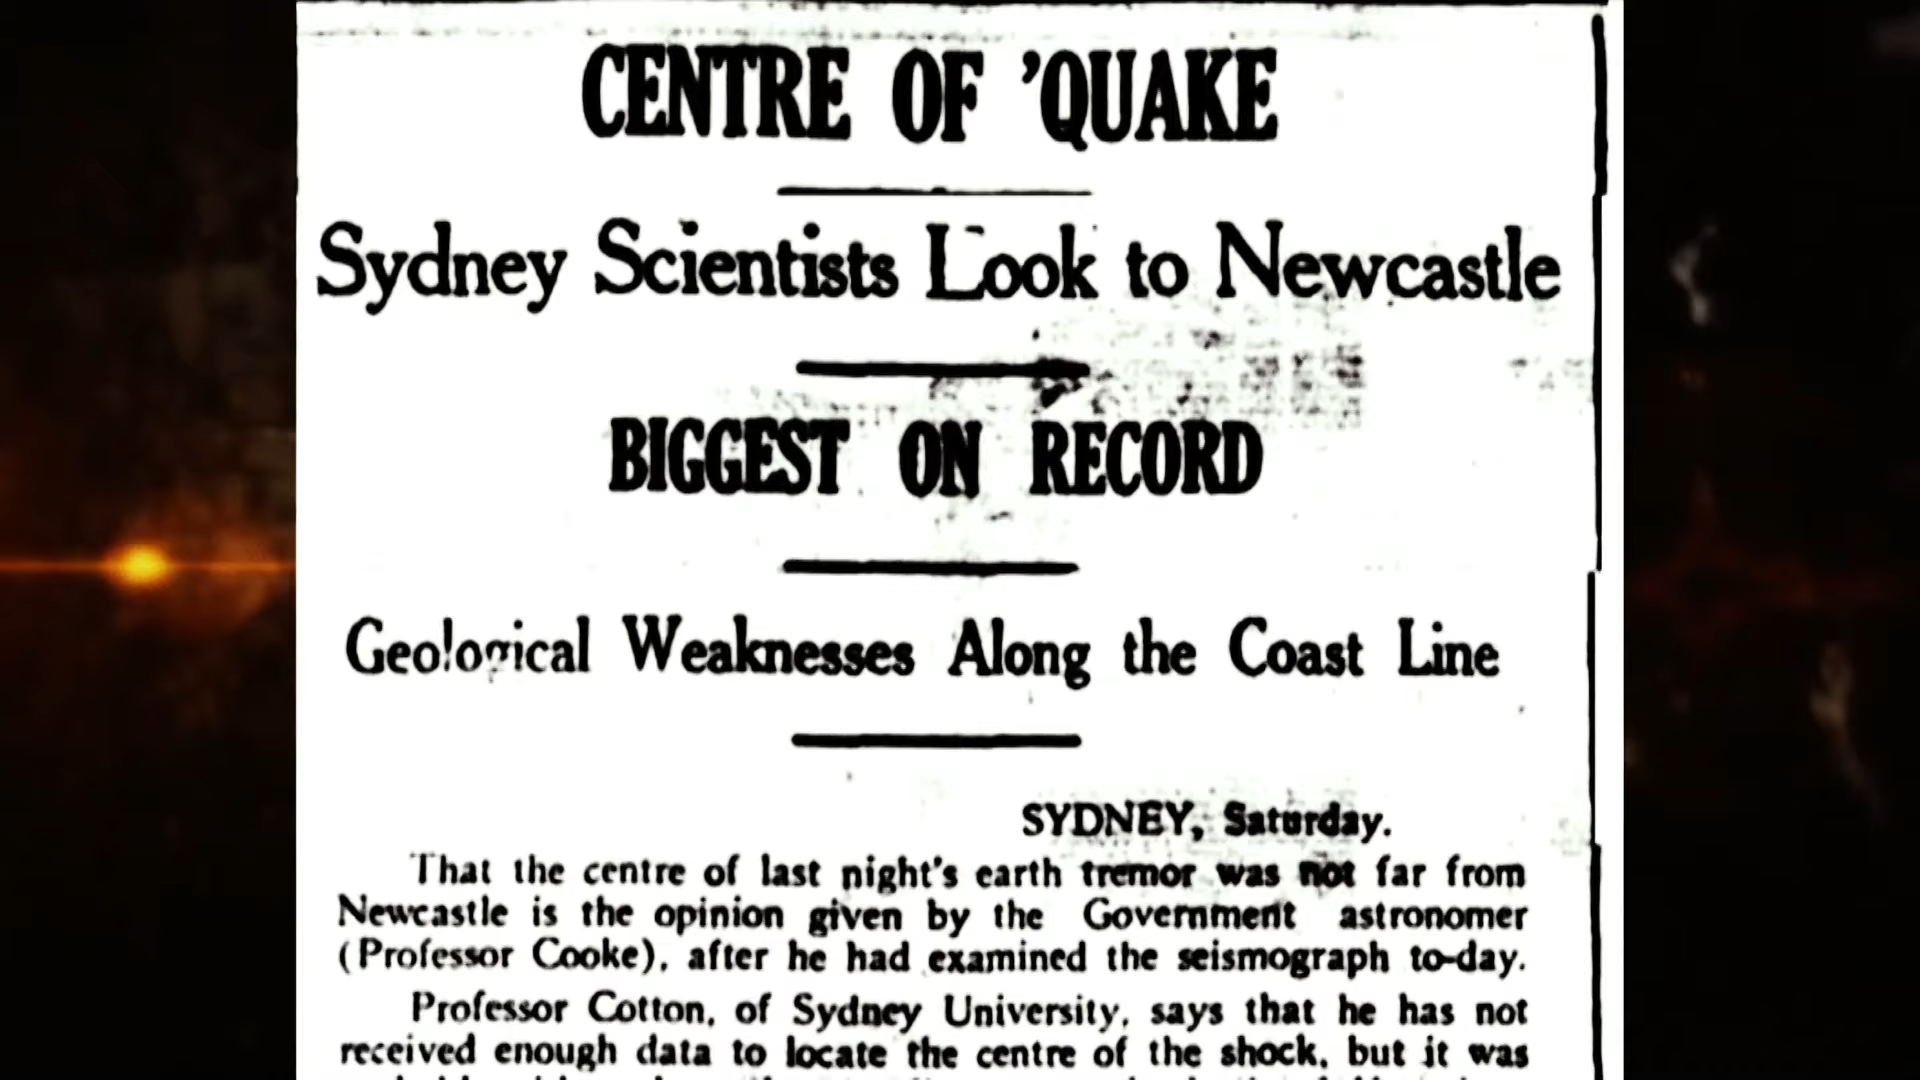 CENTRE OF 'QUAKE
Sydney Scientists Look to Newcastle
BIGGEST ON RECORD
Geological Weaknesses Along the Coast Line
SYDNEY, Saturday.
That the centre of last night's earth tremor was not far from
Newcastle is the opinion given by the Government astronomer
(Professor Cooke), after he had examined the seismograph to-day.
Professor Cotton, of Sydney University, says that he has not
received enough data to locate the centre of the shock, but it was